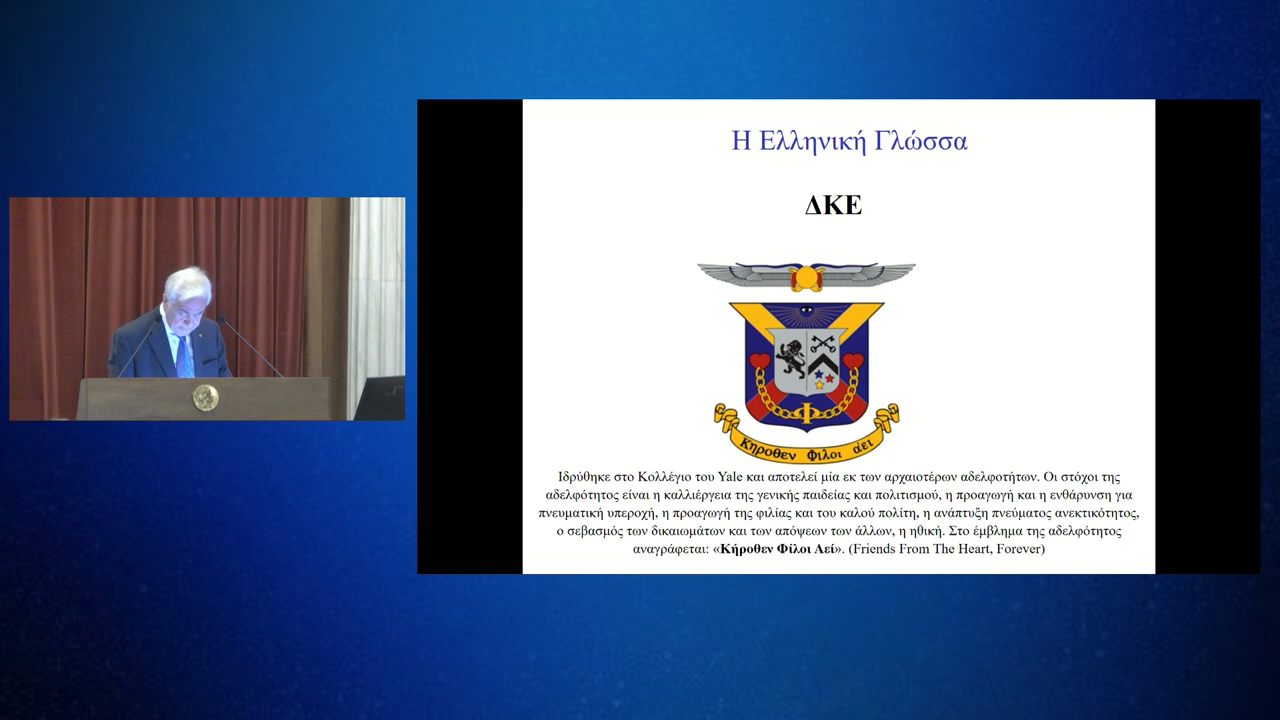 Η Ελληνική Γλώσσα
ΔΚΕ
Φ
Κηροθεν Φιλοι αει
Ιδρύθηκε στο Κολλέγιο του Yale και αποτελεί μία εκ των αρχαιοτέρων αδελφοτήτων. Οι στόχοι της
αδελφότητος είναι η καλλιέργεια της γενικής παιδείας και πολιτισμού, η προαγωγή και η ενθάρυνση για
πνευματική υπεροχή, η προαγωγή της φιλίας και του καλού πολίτη, η ανάπτυξη πνεύματος ανεκτικότητος,
ο σεβασμός των δικαιωμάτων και των απόψεων των άλλων, η ηθική. Στο έμβλημα της αδελφότητος
αναγράφεται: «Κήροθεν Φίλοι Αεί». (Friends From The Heart, Forever)